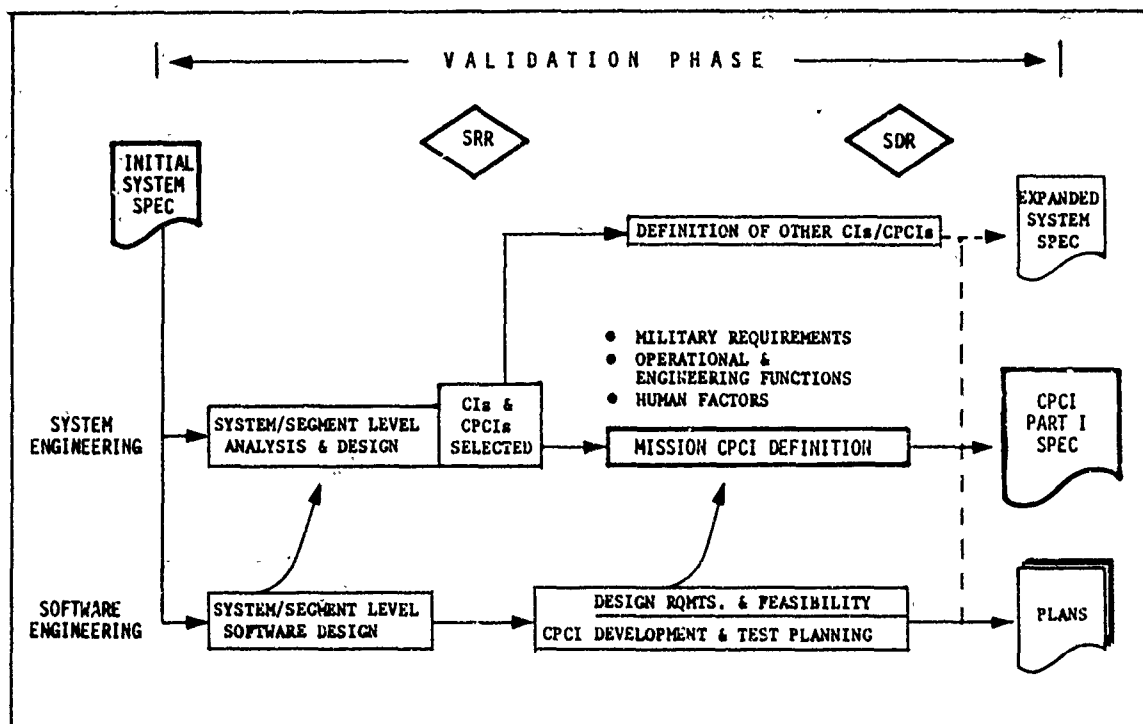 VALIDATION PHASE
SRR
SDR
INITIAL
SYSTEM
SPEC
EXPANDED
SYSTEM
SPEC
DEFINITION OF OTHER CIs/CPCIs
● MILITARY REQUIREMENTS
● OPERATIONAL &
ENGINEERING FUNCTIONS
● HUMAN FACTORS
SYSTEM
ENGINEERING
SYSTEM/SEGMENT LEVEL
ANALYSIS & DESIGN
CIs &
CPCIs
SELECTED
MISSION CPCI DEFINITION
CPCI
PART I
SPEC
SOFTWARE
ENGINEERING
SYSTEM/SEGMENT LEVEL
SOFTWARE DESIGN
DESIGN RQMTS. & FEASIBILITY
CPCI DEVELOPMENT & TEST PLANNING
PLANS